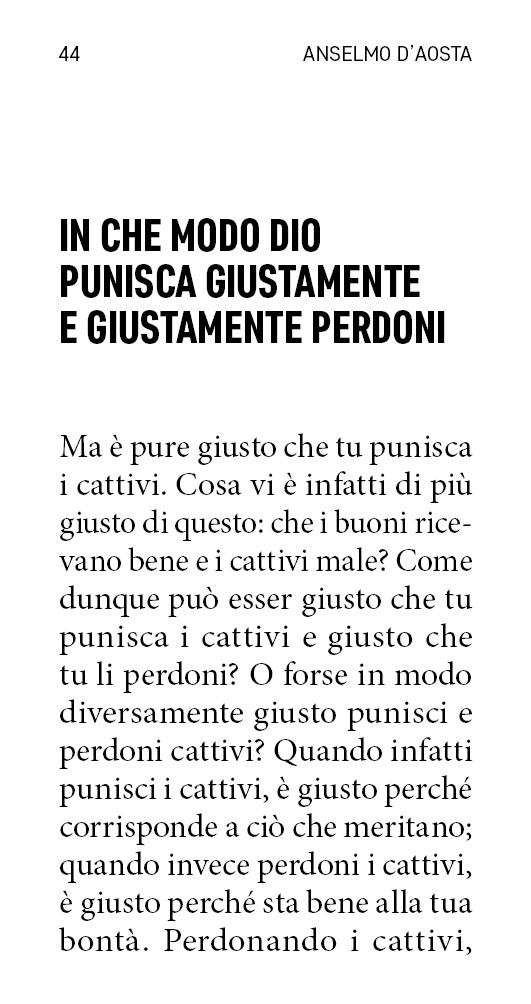 44 ANSELMO D'AOSTA
IN CHE MODO DIO
PUNISCA GIUSTAMENTE
E GIUSTAMENTE PERDONI
Ma è pure giusto che tu punisca
i cattivi. Cosa vi è infatti di più
giusto di questo: che i buoni rice-
vano bene e i cattivi male? Come
dunque può esser giusto che tu
punisca i cattivi e giusto che
tu li perdoni? O forse in modo
diversamente giusto punisci e
perdoni cattivi? Quando infatti
punisci i cattivi, è giusto perché
corrisponde a ciò che meritano;
quando invece perdoni i cattivi,
è giusto perché sta bene alla tua
bontà. Perdonando i cattivi,